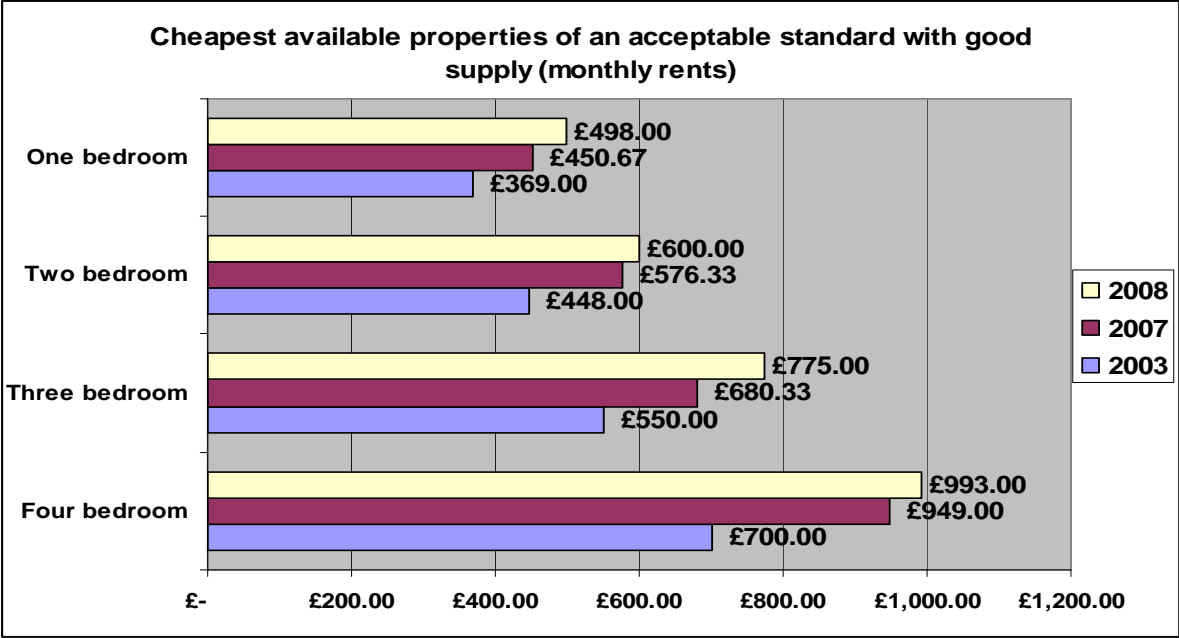 Cheapest available properties of an acceptable standard with good
supply (monthly rents)
One bedroom
£498.00
£450.67
£369.00
Two bedroom
£600.00
£576.33
£448.00
Three bedroom
£775.00
£680.33
£550.00
Four bedroom
£993.00
£949.00
£700.00
£- £200.00 £400.00 £600.00 £800.00 £1,000.00 £1,200.00
2008
2007
2003